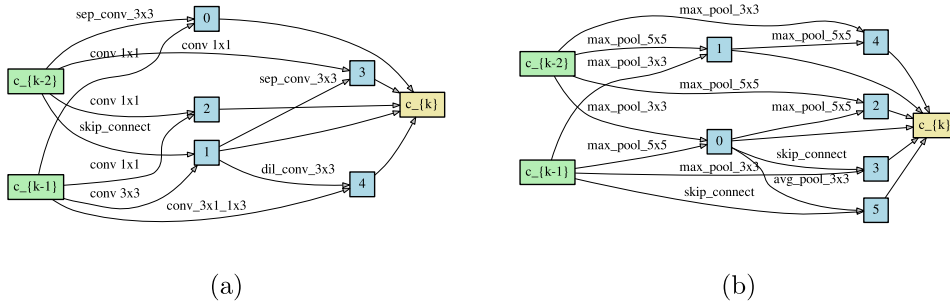 sep_conv_3x3
0
conv 1x1
conv 1x1
c_{k-2}
sep_conv_3x3
3
conv 1x1
2
c_{k}
skip_connect
1
conv 1x1
dil_conv_3x3
c_{k-1}
conv 3x3
4
conv_3x1_1x3
(a)
max_pool_3x3
max_pool_5x5
1
max_pool_5x5
4
c_{k-2}
max_pool_3x3
max_pool_5x5
max_pool_3x3
max_pool_5x5
2
c_{k}
max_pool_5x5
0
skip_connect
c_{k-1}
max_pool_3x3
3
avg_pool_3x3
skip_connect
5
(b)